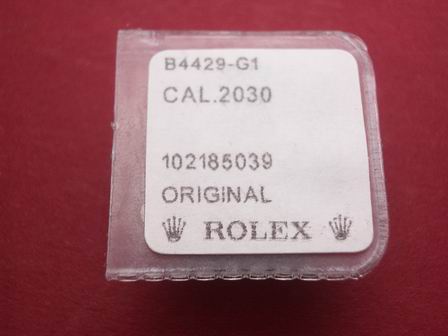 B4429-G1
CAL.2030
102185039
ORIGINAL
ROLEX